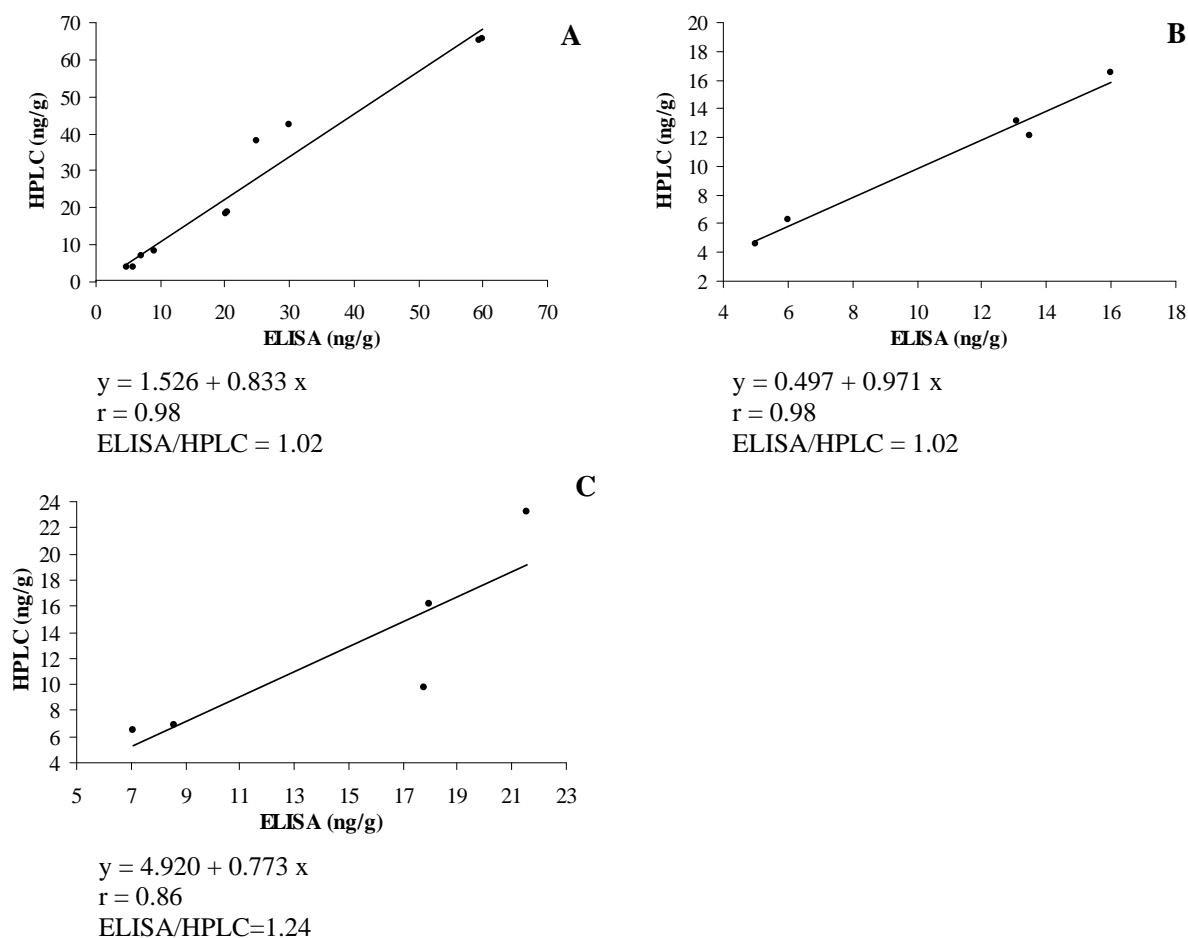 A
HPLC (ng/g)
70
60
50
40
30
20
10
0
0 10 20 30 40 50 60 70
ELISA (ng/g)
y = 1.526 + 0.833 x
r = 0.98
ELISA/HPLC = 1.02
B
HPLC (ng/g)
20
18
16
14
12
10
8
6
4
2
4 6 8 10 12 14 16 18
ELISA (ng/g)
y = 0.497 + 0.971 x
r = 0.98
ELISA/HPLC = 1.02
C
HPLC (ng/g)
24
22
20
18
16
14
12
10
8
6
4
5 7 9 11 13 15 17 19 21 23
ELISA (ng/g)
y = 4.920 + 0.773 x
r = 0.86
ELISA/HPLC=1.24